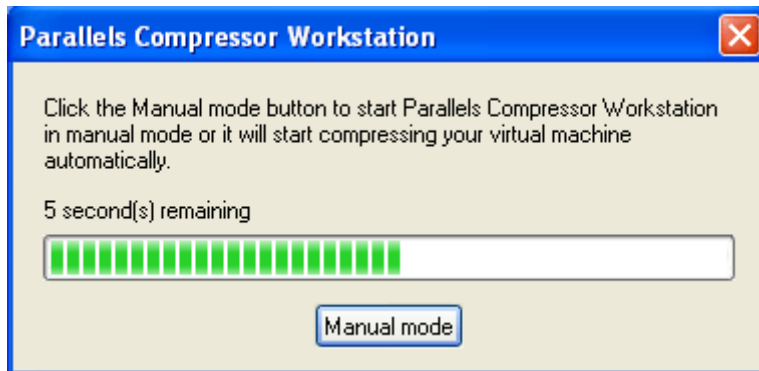 Parallels Compressor Workstation
Click the Manual mode button to start Parallels Compressor Workstation
in manual mode or it will start compressing your virtual machine
automatically.
5 second(s) remaining
Manual mode